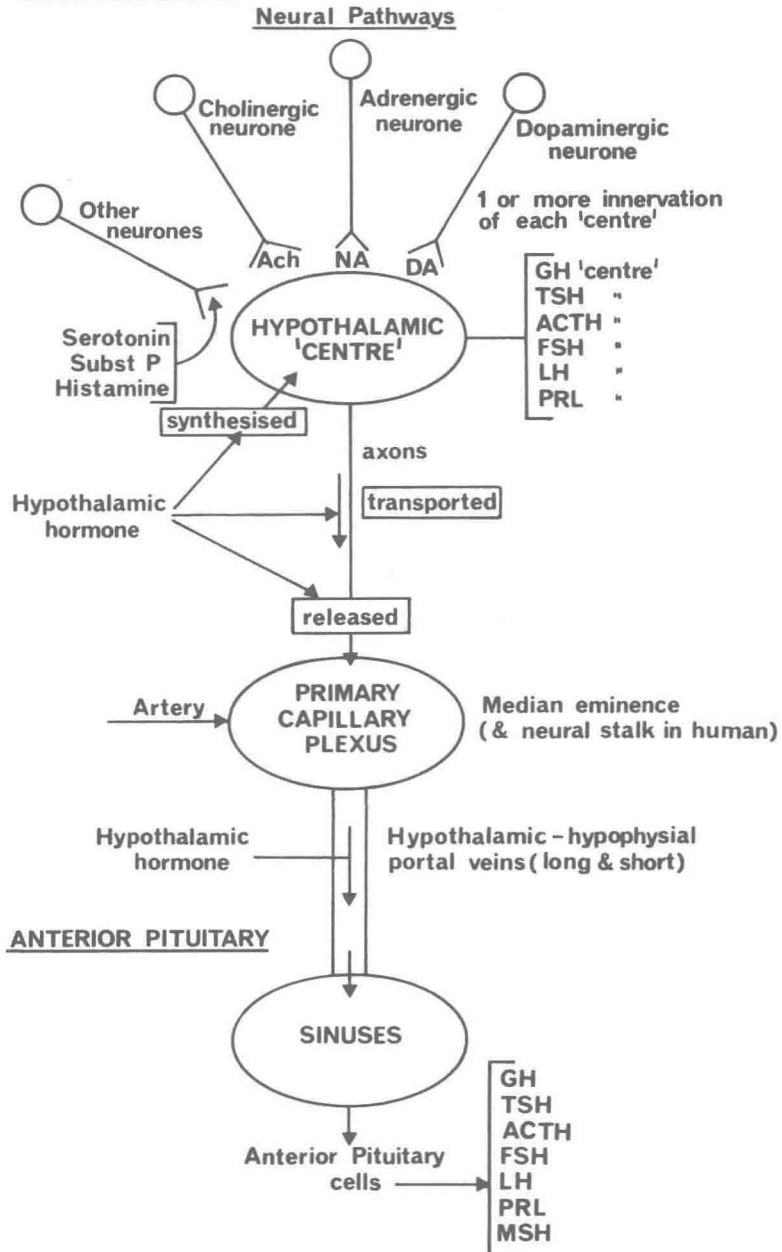 Neural Pathways
Cholinergic
neurone
Adrenergic
neurone
Dopaminergic
neurone
Other
neurones
1 or more innervation
of each 'centre'
Ach
NA
DA
HYPOTHALAMIC
'CENTRE'
GH 'centre'
TSH "
ACTH "
FSH "
LH "
PRL "
Serotonin
Subst P
Histamine
synthesised
axons
Hypothalamic
hormone
transported
released
Artery
PRIMARY
CAPILLARY
PLEXUS
Median eminence
(& neural stalk in human)
Hypothalamic
hormone
Hypothalamic-hypophysial
portal veins (long & short)
ANTERIOR PITUITARY
SINUSES
Anterior Pituitary
cells
GH
TSH
ACTH
FSH
LH
PRL
MSH